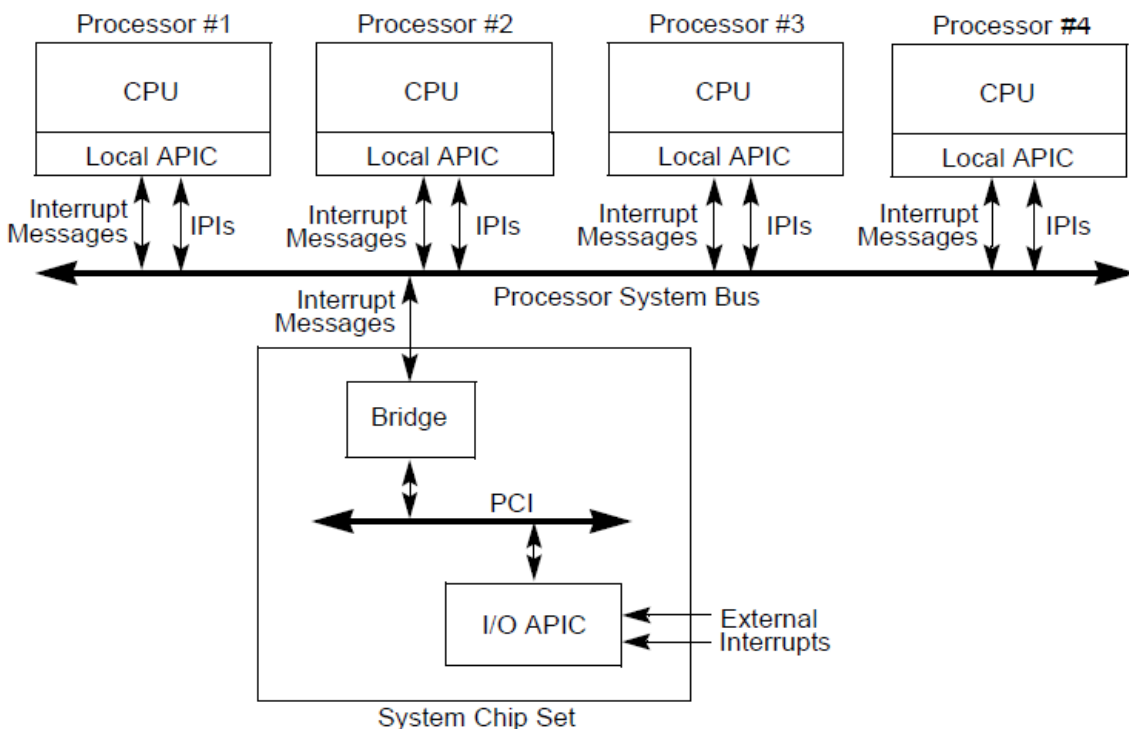 Processor #1
Processor #2
Processor #3
Processor #4
CPU
CPU
CPU
CPU
Local APIC
Local APIC
Local APIC
Local APIC
Interrupt
Messages
IPIs
Interrupt
Messages
IPIs
Interrupt
Messages
IPIs
Interrupt
Messages
IPIs
Processor System Bus
Interrupt
Messages
Bridge
PCI
I/O APIC
External
Interrupts
System Chip Set